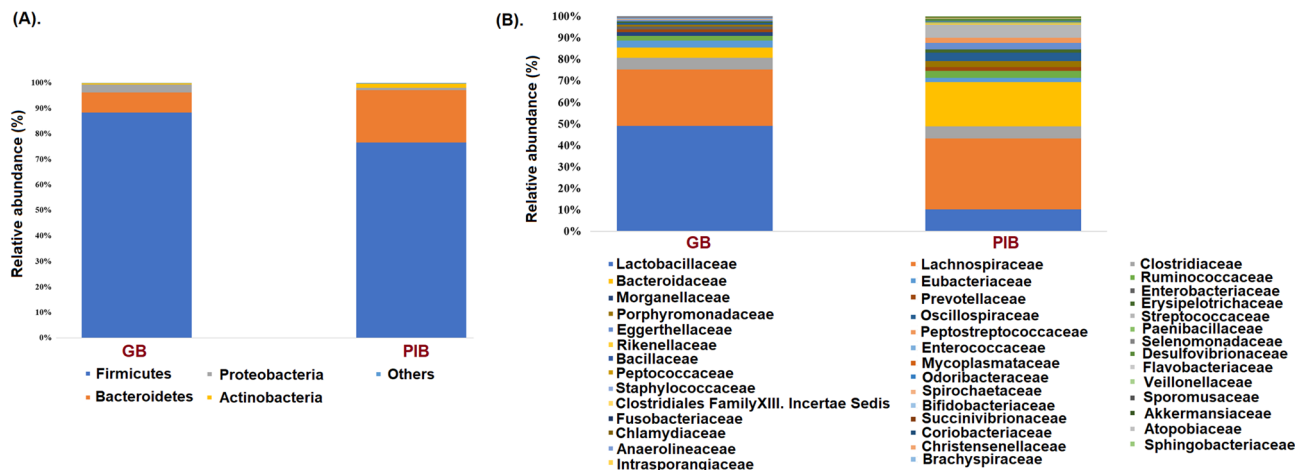 (A).
Relative abundance (%)
100%
90%
80%
70%
60%
50%
40%
30%
20%
10%
0%
GB
PIB
Firmicutes
Proteobacteria
Others
Bacteroidetes
Actinobacteria
(B).
Relative abundance (%)
100%
90%
80%
70%
60%
50%
40%
30%
20%
10%
0%
GB
PIB
Lactobacillaceae
Lachnospiraceae
Clostridiaceae
Bacteroidaceae
Eubacteriaceae
Ruminococcaceae
Morganellaceae
Prevotellaceae
Enterobacteriaceae
Porphyromonadaceae
Oscillospiraceae
Erysipelotrichaceae
Eggerthellaceae
Peptostreptococcaceae
Streptococcaceae
Rikenellaceae
Enterococcaceae
Paenibacillaceae
Bacillaceae
Mycoplasmataceae
Selenomonadaceae
Peptococcaceae
Odoribacteraceae
Desulfovibrionaceae
Staphylococcaceae
Spirochaetaceae
Flavobacteriaceae
Clostridiales FamilyXIII. Incertae Sedis
Bifidobacteriaceae
Veillonellaceae
Fusobacteriaceae
Succinivibrionaceae
Sporomusaceae
Chlamydiaceae
Coriobacteriaceae
Akkermansiaceae
Anaerolineaceae
Christensenellaceae
Atopobiaceae
Intrasporangiaceae
Brachyspiraceae
Sphingobacteriaceae